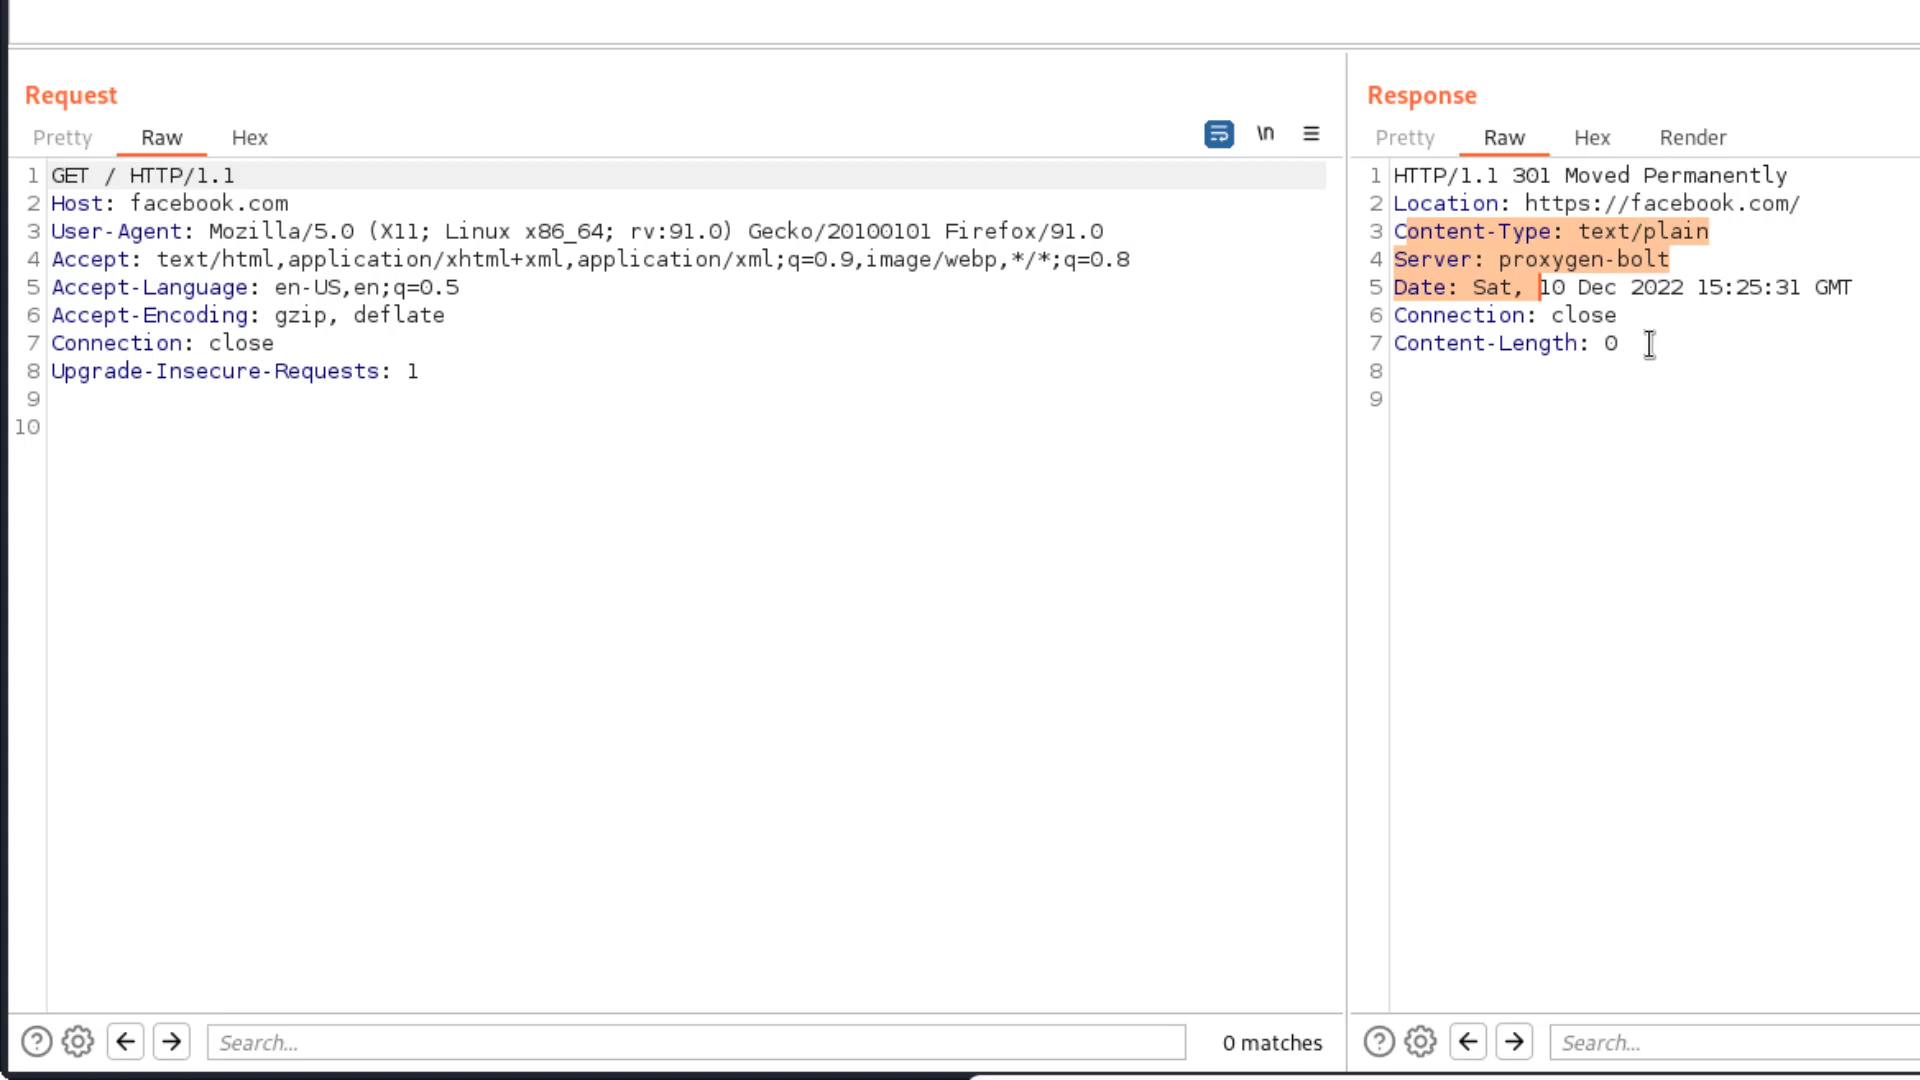 Request
Pretty Raw Hex
\n
1 GET / HTTP/1.1
2 Host: facebook.com
3 User-Agent: Mozilla/5.0 (X11; Linux x86_64; rv:91.0) Gecko/20100101 Firefox/91.0
4 Accept: text/html,application/xhtml+xml,application/xml;q=0.9,image/webp,*/*;q=0.8
5 Accept-Language: en-US,en;q=0.5
6 Accept-Encoding: gzip, deflate
7 Connection: close
8 Upgrade-Insecure-Requests: 1
9
10
? Search... 0 matches
Response
Pretty Raw Hex Render
1 HTTP/1.1 301 Moved Permanently
2 Location: https://facebook.com/
3 Content-Type: text/plain
4 Server: proxygen-bolt
5 Date: Sat, 10 Dec 2022 15:25:31 GMT
6 Connection: close
7 Content-Length: 0
8
9
? Search...